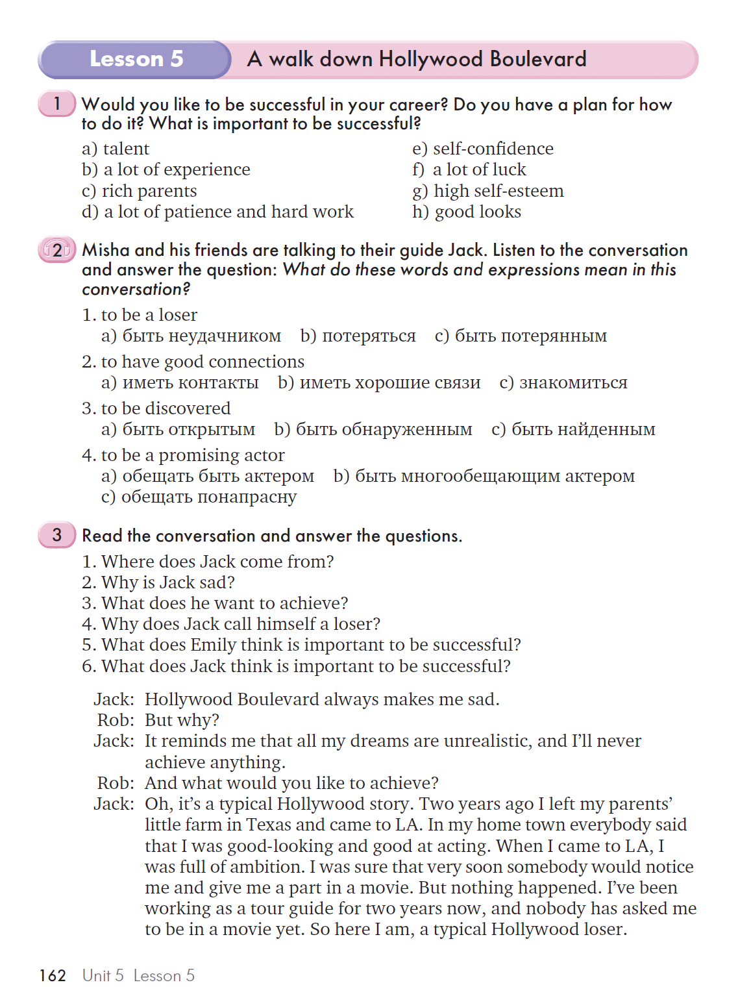 Lesson 5 A walk down Hollywood Boulevard
1 Would you like to be successful in your career? Do you have a plan for how
to do it? What is important to be successful?
a) talent
b) a lot of experience
c) rich parents
d) a lot of patience and hard work
e) self-confidence
f) a lot of luck
g) high self-esteem
h) good looks
2 Misha and his friends are talking to their guide Jack. Listen to the conversation
and answer the question: What do these words and expressions mean in this
conversation?
1. to be a loser
a) быть неудачником b) потеряться c) быть потерянным
2. to have good connections
a) иметь контакты b) иметь хорошие связи c) знакомиться
3. to be discovered
a) быть открытым b) быть обнаруженным c) быть найденным
4. to be a promising actor
a) обещать быть актером b) быть многообещающим актером
c) обещать понапрасну
3 Read the conversation and answer the questions.
1. Where does Jack come from?
2. Why is Jack sad?
3. What does he want to achieve?
4. Why does Jack call himself a loser?
5. What does Emily think is important to be successful?
6. What does Jack think is important to be successful?
Jack: Hollywood Boulevard always makes me sad.
Rob: But why?
Jack: It reminds me that all my dreams are unrealistic, and I'll never
achieve anything.
Rob: And what would you like to achieve?
Jack: Oh, it's a typical Hollywood story. Two years ago I left my parents'
little farm in Texas and came to LA. In my home town everybody said
that I was good-looking and good at acting. When I came to LA, I
was full of ambition. I was sure that very soon somebody would notice
me and give me a part in a movie. But nothing happened. I've been
working as a tour guide for two years now, and nobody has asked me
to be in a movie yet. So here I am, a typical Hollywood loser.
162 Unit 5 Lesson 5